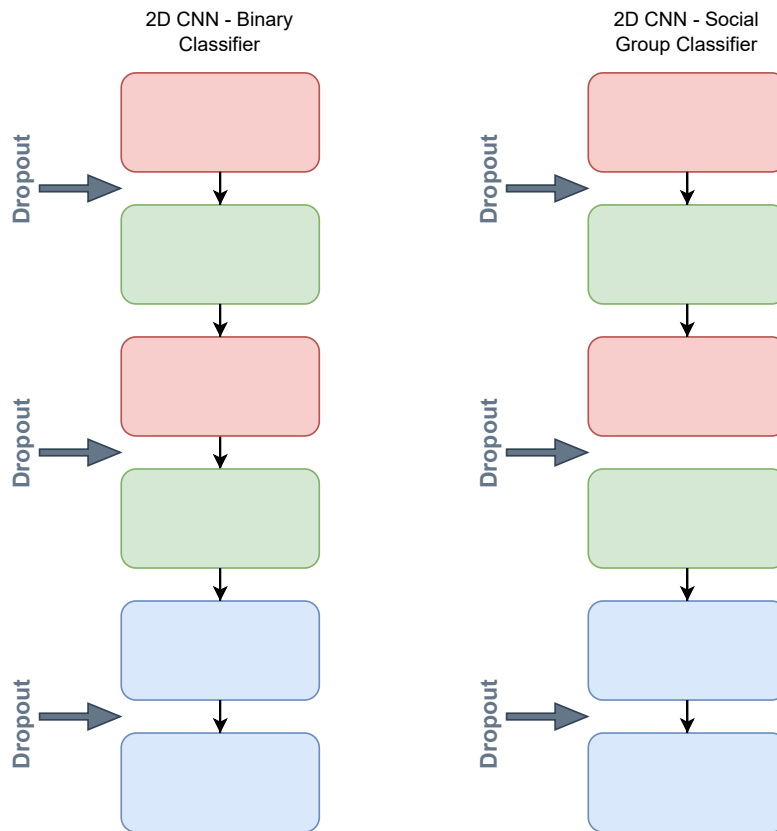 2D CNN - Binary
Classifier
2D CNN - Social
Group Classifier
Dropout
Dropout
Dropout
Dropout
Dropout
Dropout